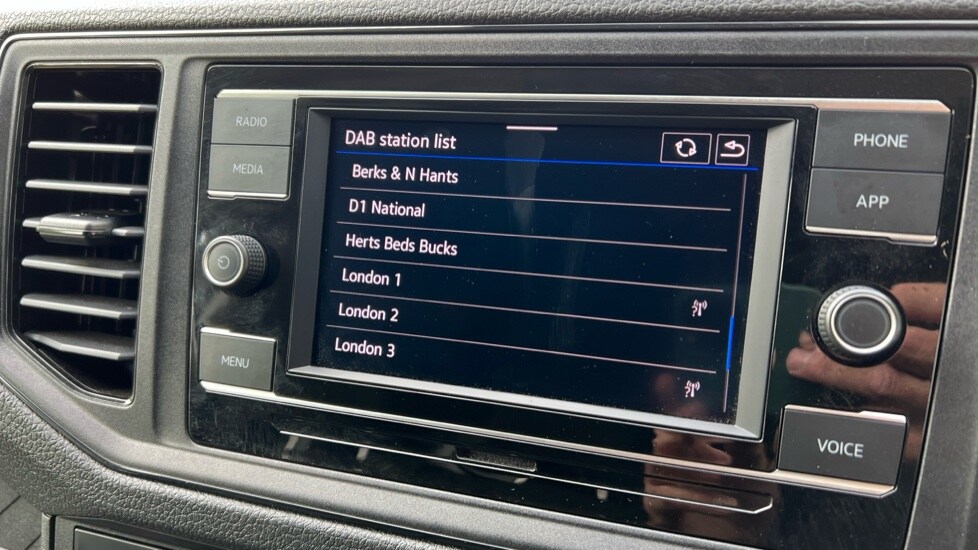 RADIO
MEDIA
MENU
DAB station list
Berks & N Hants
D1 National
Herts Beds Bucks
London 1
London 2
London 3
PHONE
APP
VOICE